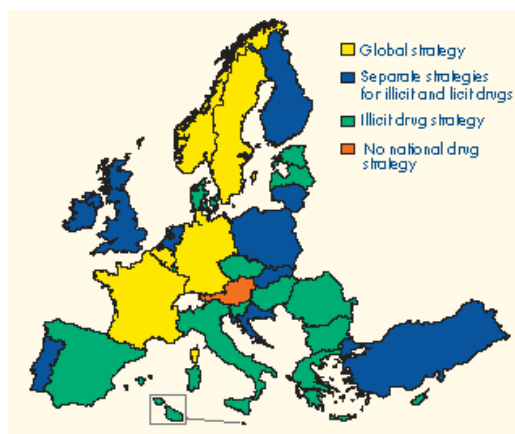 Global strategy
Separate strategies
for illicit and licit drugs
Illicit drug strategy
No national drug
strategy